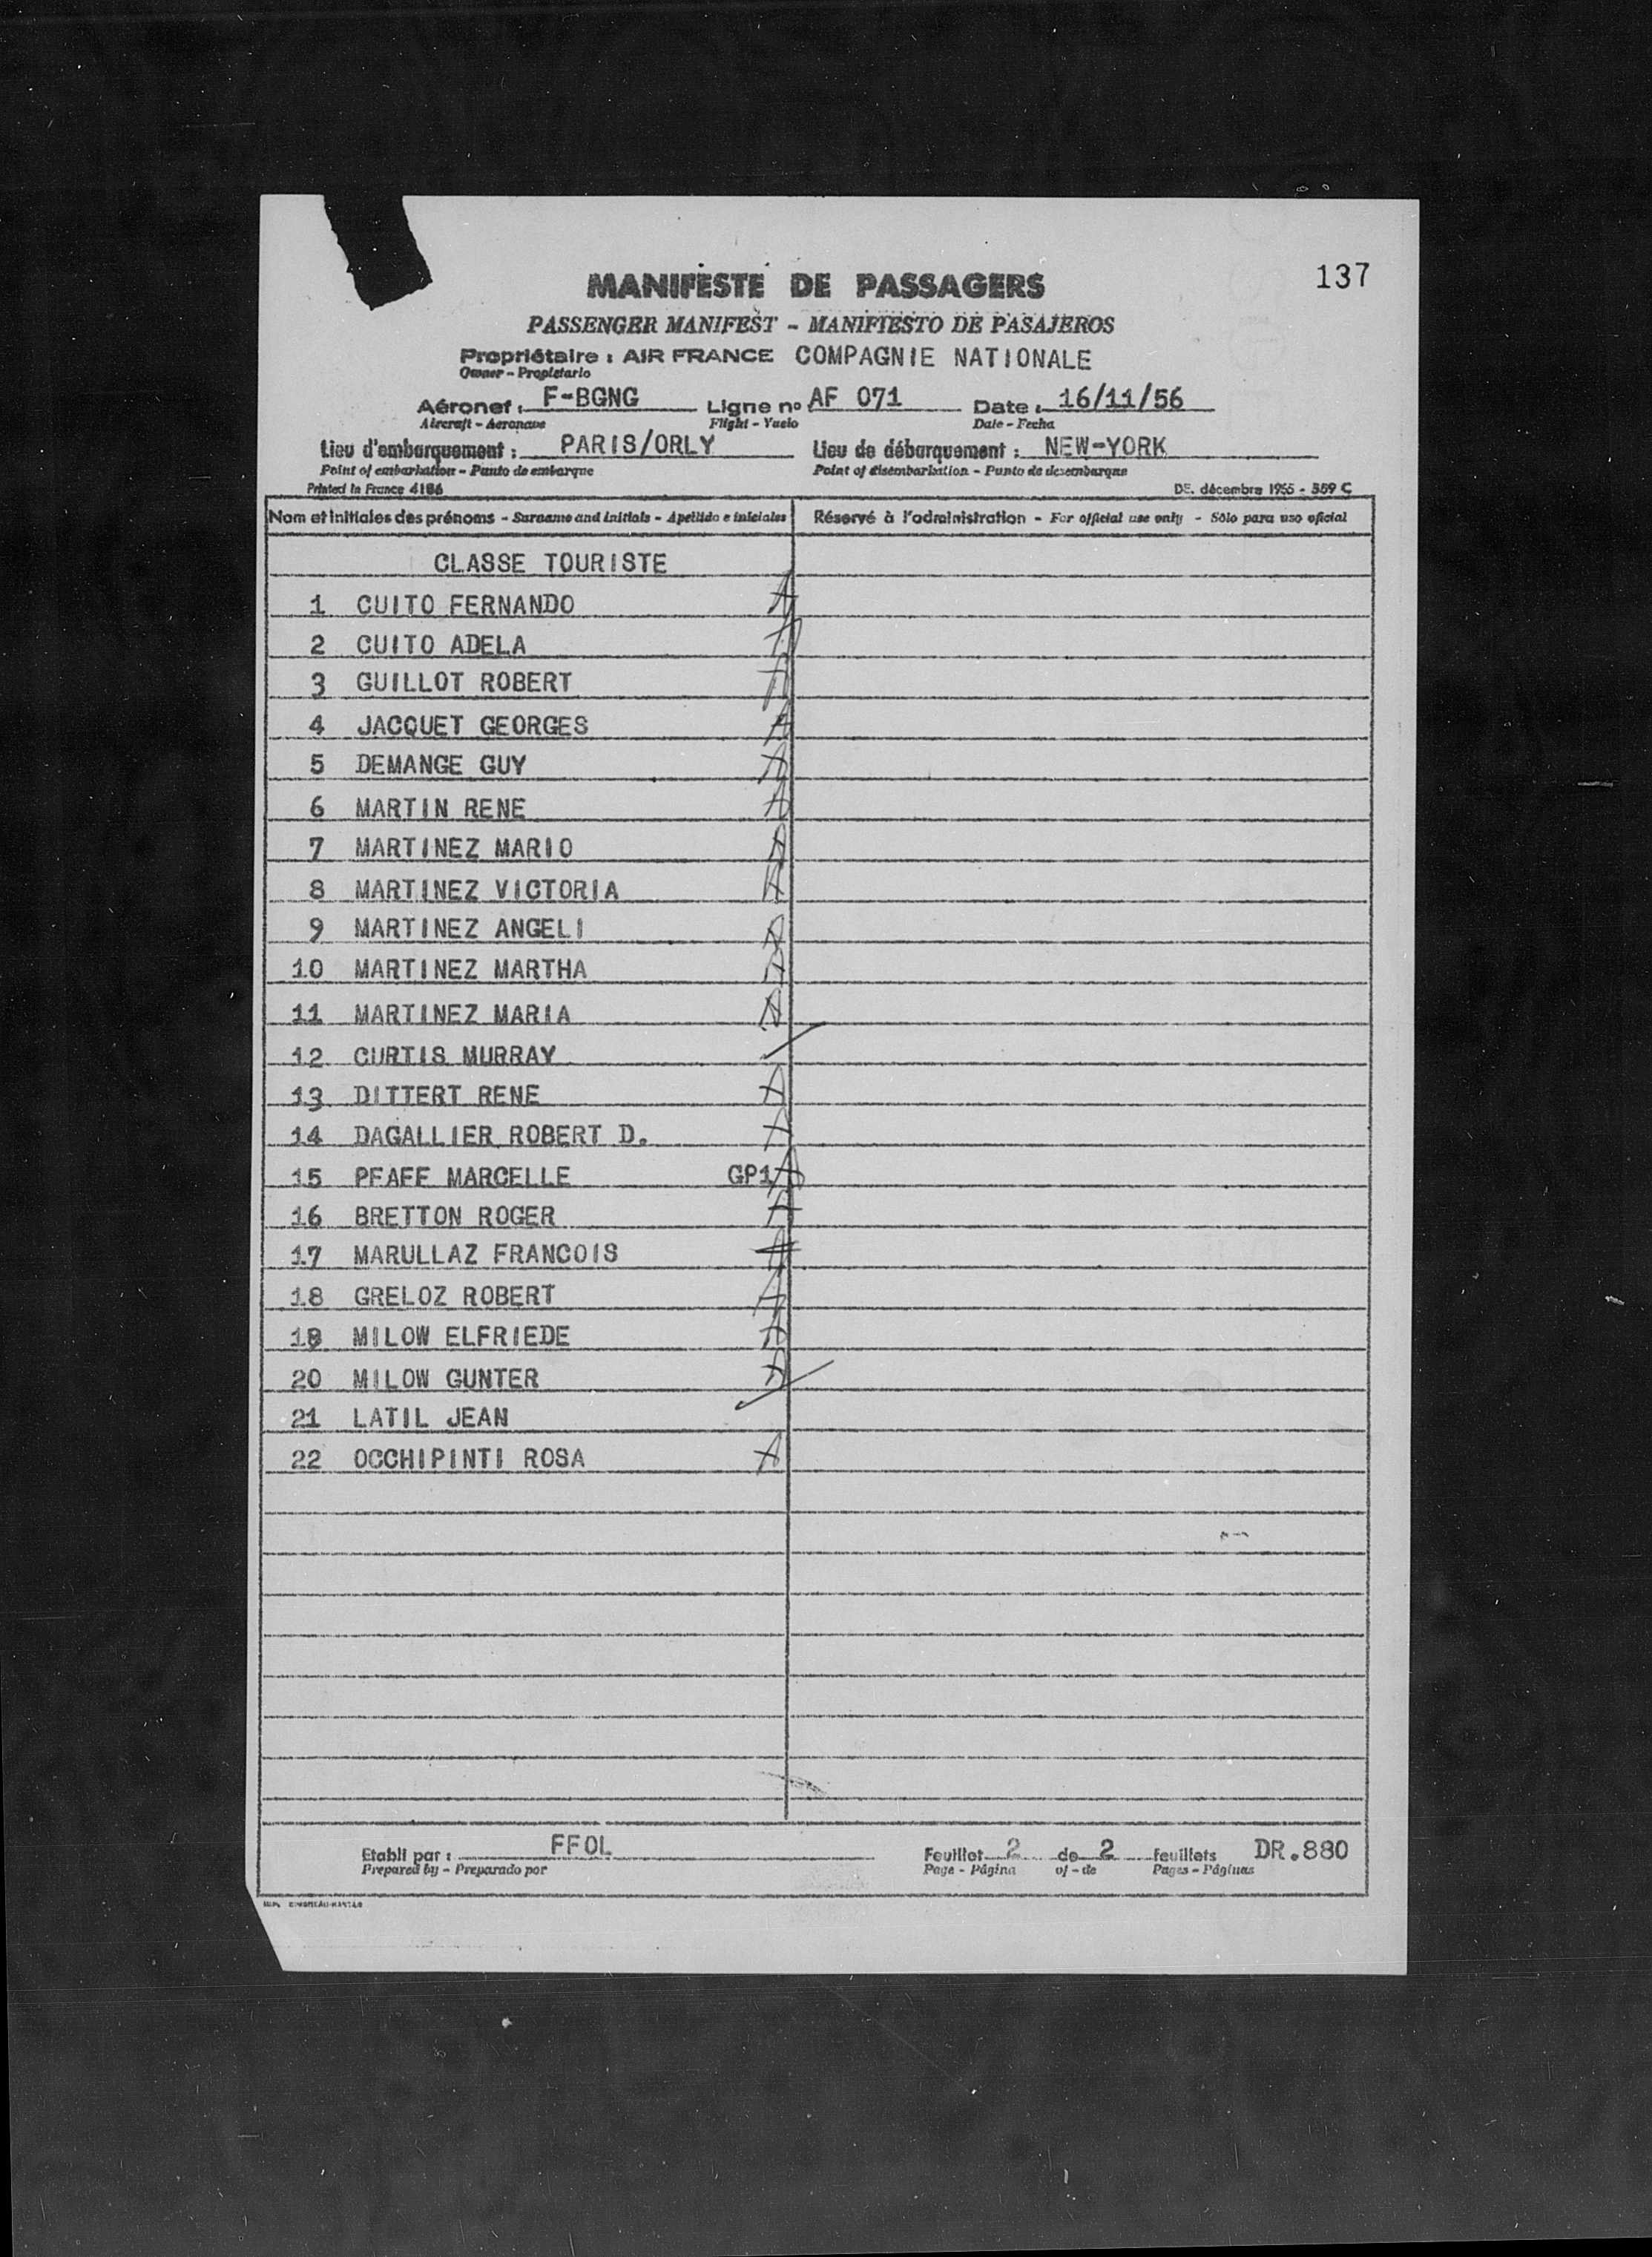 137
MANIFESTE DE PASSAGERS
PASSENGER MANIFEST - MANIFIESTO DE PASAJEROS
Propriétaire : AIR FRANCE COMPAGNIE NATIONALE
Owner - Propietario
Aéronef : F-BGNG Ligne nº AF 071 Date : 16/11/56
Aircraft - Aeronave Flight - Vuelo Date - Fecha
Lieu d'embarquement : PARIS/ORLY Lieu de débarquement : NEW-YORK
Point of embarkation - Punto de embarque Point of disembarkation - Punto de desembarque
Printed in France 4186 DE. décembre 1955 - 359 C
Nom et initiales des prénoms - Surname and initials - Apellido e iniciales Réservé à l'administration - For official use only - Sólo para uso oficial
CLASSE TOURISTE
1 CUITO FERNANDO A
2 CUITO ADELA A
3 GUILLOT ROBERT A
4 JACQUET GEORGES A
5 DEMANGE GUY A
6 MARTIN RENE A
7 MARTINEZ MARIO A
8 MARTINEZ VICTORIA A
9 MARTINEZ ANGELI A
10 MARTINEZ MARTHA A
11 MARTINEZ MARIA A
12 CURTIS MURRAY
13 DITTERT RENE A
14 DAGALLIER ROBERT D. A
15 PFAFF MARCELLE GP1 A
16 BRETTON ROGER A
17 MARULLAZ FRANCOIS A
18 GRELOZ ROBERT A
19 MILOW ELFRIEDE A
20 MILOW GUNTER A
21 LATIL JEAN
22 OCCHIPINTI ROSA A
Etabli par : FFOL Feuillet 2 de 2 feuillets DR.880
Prepared by - Preparado por Page - Página of - de Pages - Páginas